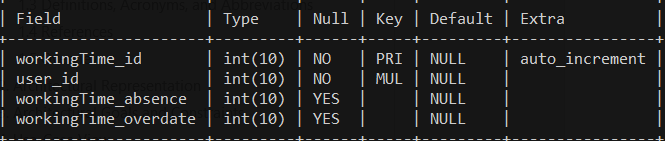 | Field | Type | Null | Key | Default | Extra |
| workingTime_id | int(10) | NO | PRI | NULL | auto_increment |
| user_id | int(10) | NO | MUL | NULL | |
| workingTime_absence | int(10) | YES | | NULL | |
| workingTime_overdate | int(10) | YES | | NULL | |